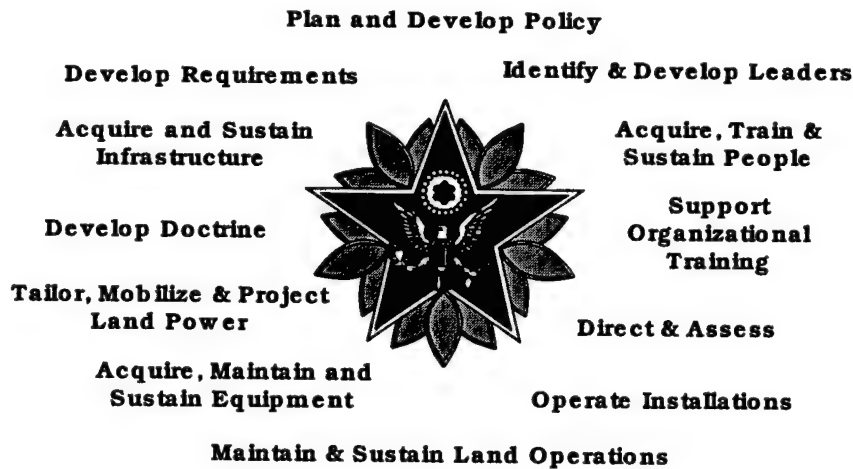 Plan and Develop Policy
Develop Requirements
Identify & Develop Leaders
Acquire and Sustain
Infrastructure
Acquire, Train &
Sustain People
Develop Doctrine
Support
Organizational
Training
Tailor, Mobilize & Project
Land Power
Direct & Assess
Acquire, Maintain and
Sustain Equipment
Operate Installations
Maintain & Sustain Land Operations